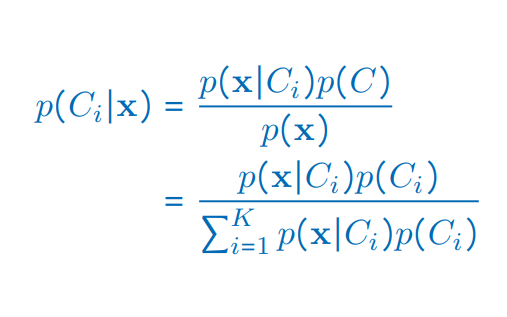 p(C_i|x) = p(x|C_i)p(C) / p(x)
= p(x|C_i)p(C_i) / ∑_{i=1}^{K} p(x|C_i)p(C_i)